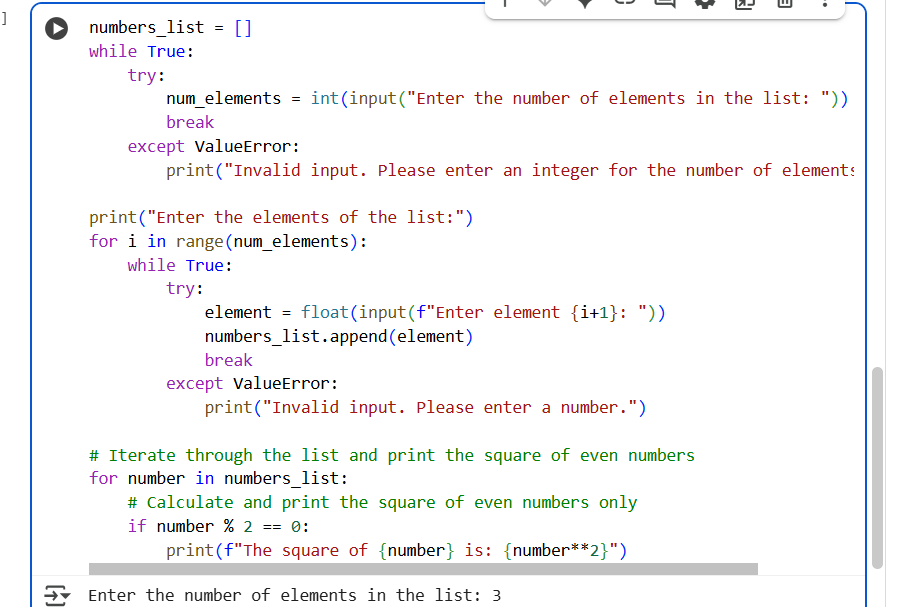 ]
numbers_list = []
while True:
    try:
        num_elements = int(input("Enter the number of elements in the list: "))
        break
    except ValueError:
        print("Invalid input. Please enter an integer for the number of elements

print("Enter the elements of the list:")
for i in range(num_elements):
    while True:
        try:
            element = float(input(f"Enter element {i+1}: "))
            numbers_list.append(element)
            break
        except ValueError:
            print("Invalid input. Please enter a number.")

# Iterate through the list and print the square of even numbers
for number in numbers_list:
    # Calculate and print the square of even numbers only
    if number % 2 == 0:
        print(f"The square of {number} is: {number**2}")
Enter the number of elements in the list: 3